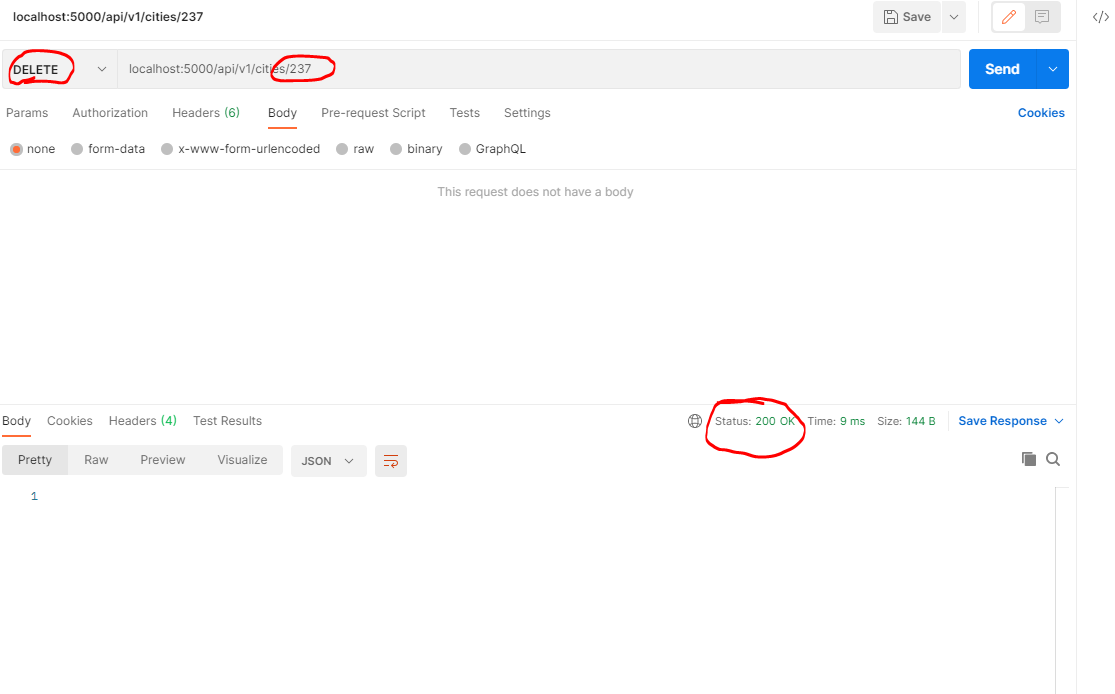 localhost:5000/api/v1/cities/237
Save
</>
DELETE localhost:5000/api/v1/cities/237 Send
Params Authorization Headers (6) Body Pre-request Script Tests Settings Cookies
none form-data x-www-form-urlencoded raw binary GraphQL
This request does not have a body
Body Cookies Headers (4) Test Results Status: 200 OK Time: 9 ms Size: 144 B Save Response
Pretty Raw Preview Visualize JSON
1